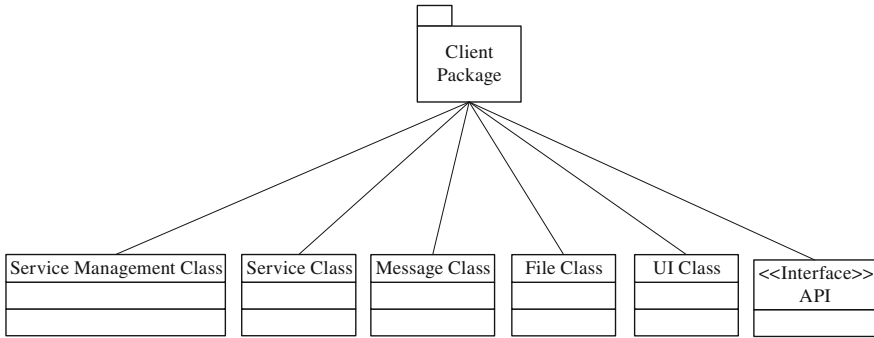 Client
Package
Service Management Class
Service Class
Message Class
File Class
UI Class
<<Interface>>
API